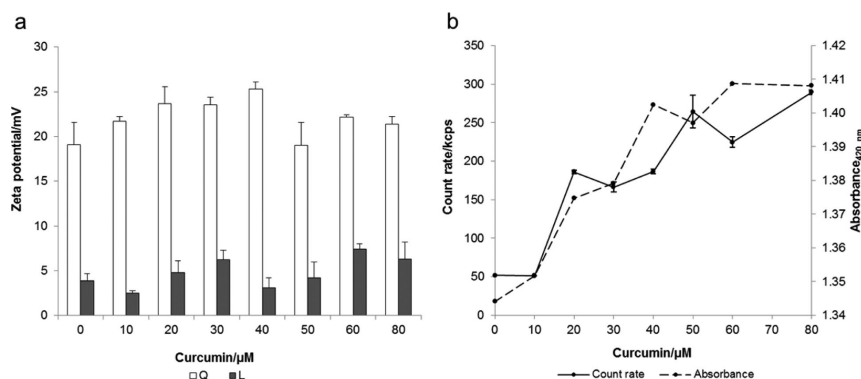 a
30
25
20
15
10
5
0
Zeta potential/mV
0 10 20 30 40 50 60 80
Curcumin/µM
Q L
b
350
300
250
200
150
100
50
0
Count rate/kcps
1.42
1.41
1.40
1.39
1.38
1.37
1.36
1.35
1.34
Absorbance420 nm
0 10 20 30 40 50 60 80
Curcumin/µM
Count rate Absorbance